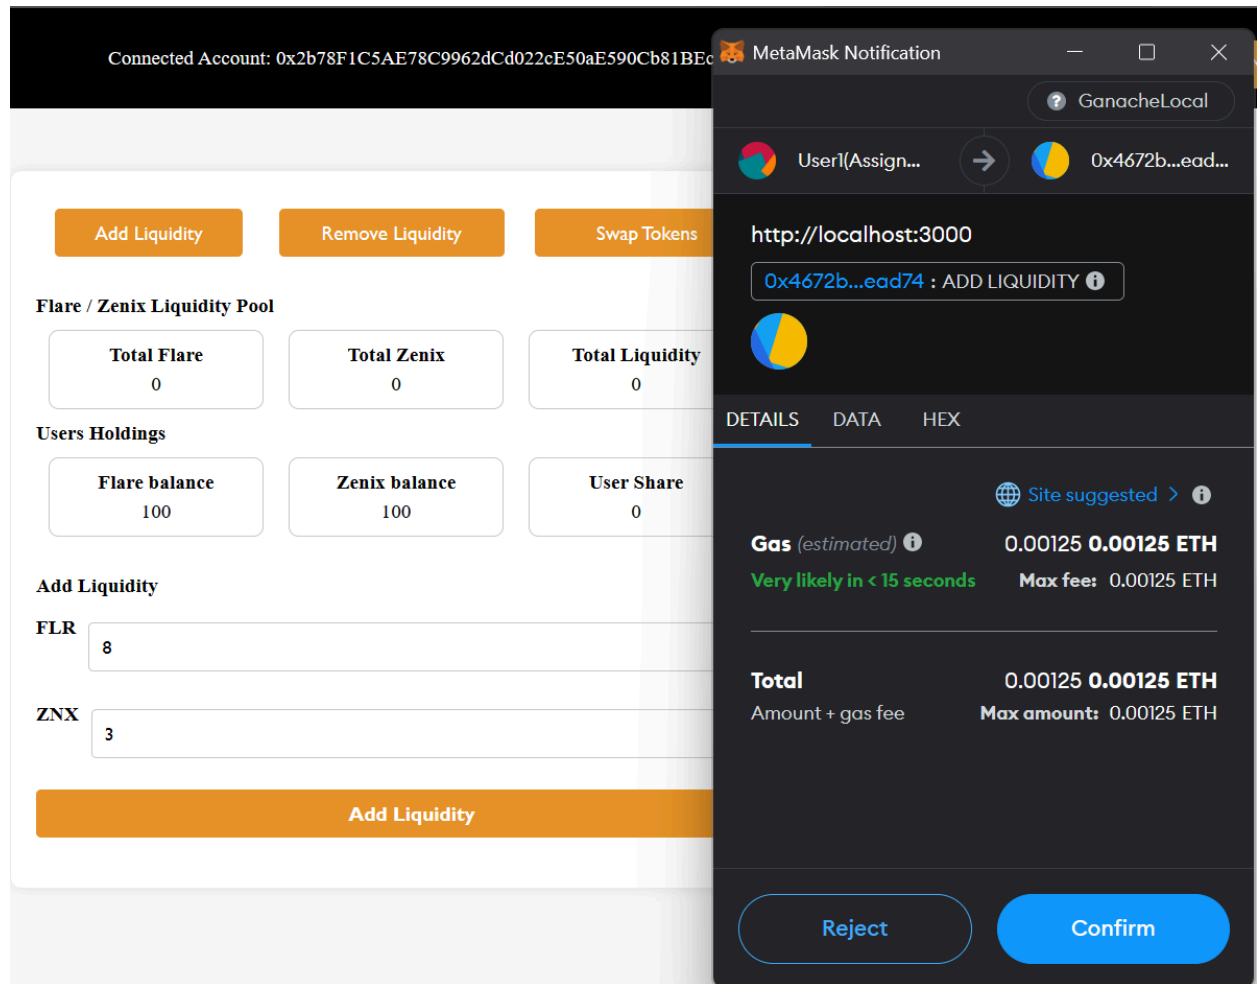 Connected Account: 0x2b78F1C5AE78C9962dCd022cE50aE590Cb81BEc
Add Liquidity
Remove Liquidity
Swap Tokens
Flare / Zenix Liquidity Pool
Total Flare
0
Total Zenix
0
Total Liquidity
0
Users Holdings
Flare balance
100
Zenix balance
100
User Share
0
Add Liquidity
FLR
8
ZNX
3
Add Liquidity
MetaMask Notification
GanacheLocal
User1(Assign...
0x4672b...ead...
http://localhost:3000
0x4672b...ead74 : ADD LIQUIDITY
DETAILS DATA HEX
Site suggested >
Gas (estimated) 0.00125 0.00125 ETH
Very likely in < 15 seconds Max fee: 0.00125 ETH
Total 0.00125 0.00125 ETH
Amount + gas fee Max amount: 0.00125 ETH
Reject
Confirm